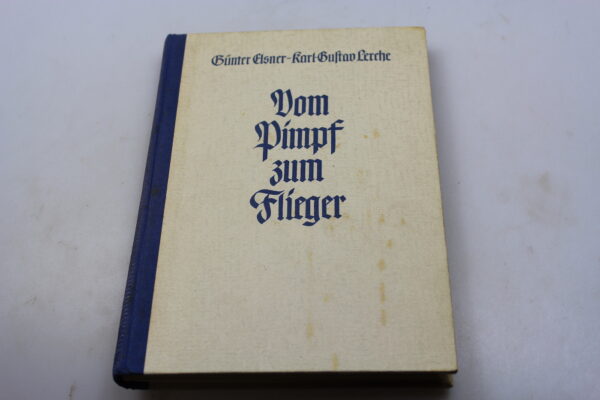 Günter Elsner-Karl Gustav Lerche
Vom
Pimpf
zum
Flieger